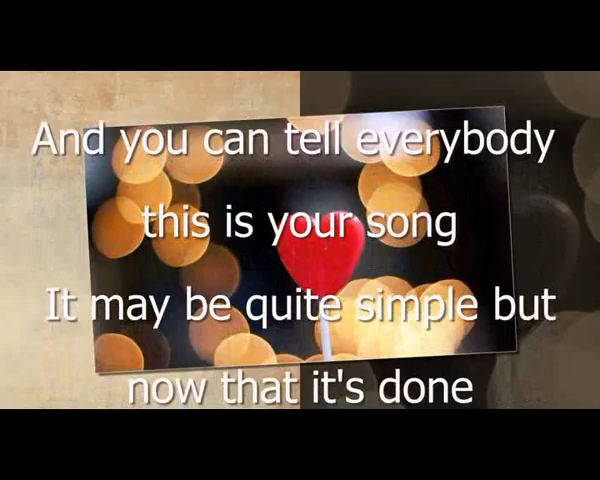 And you can tell everybody
this is your song
It may be quite simple but
now that it's done